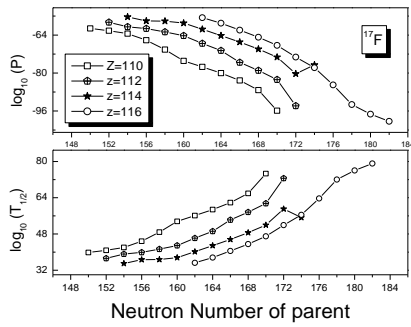 -64
-80
-96
log₁₀ (P)
¹⁷F
Z=110
z=112
z=114
z=116
148 152 156 160 164 168 172 176 180 184
80
64
48
32
log₁₀ (T₁/₂)
148 152 156 160 164 168 172 176 180 184
Neutron Number of parent